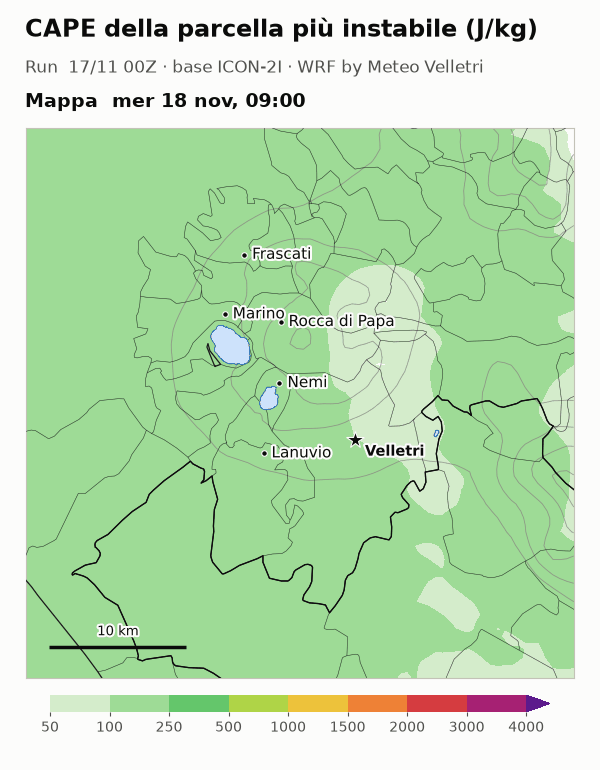 CAPE della parcella più instabile (J/kg)
Run  17/11 00Z · base ICON-2I · WRF by Meteo Velletri
Mappa  mer 18 nov, 09:00
Frascati
Marino
Rocca di Papa
Nemi
Velletri
Lanuvio
10 km
50 100 250 500 1000 1500 2000 3000 4000